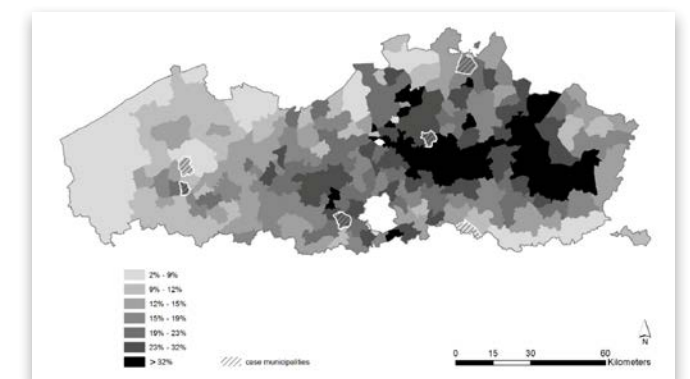 2% - 9%
9% - 12%
12% - 15%
15% - 19%
19% - 23%
23% - 32%
> 32%
case municipalities
N
0 15 30 60
Kilometers